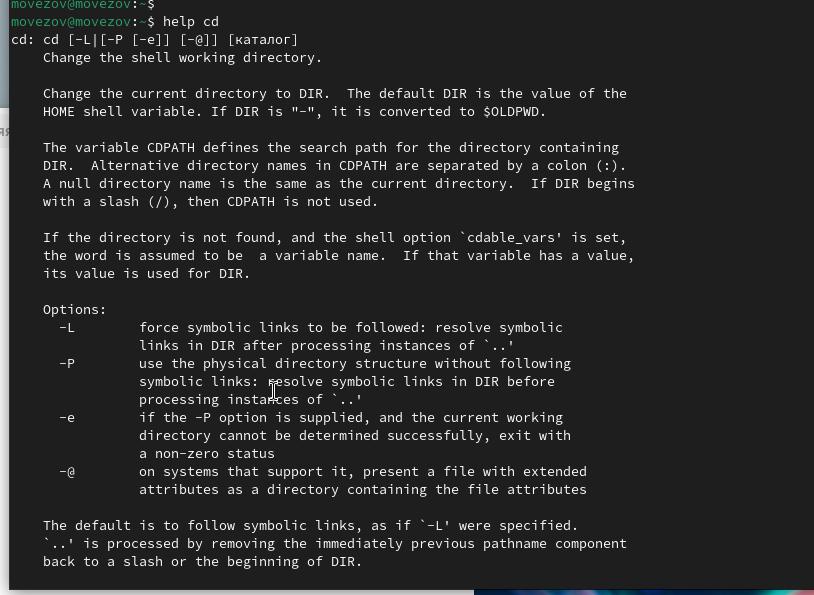 movezov@movezov:~$
movezov@movezov:~$ help cd
cd: cd [-L|[-P [-e]] [-@]] [каталог]
    Change the shell working directory.

    Change the current directory to DIR.  The default DIR is the value of the
    HOME shell variable. If DIR is "-", it is converted to $OLDPWD.

    The variable CDPATH defines the search path for the directory containing
    DIR.  Alternative directory names in CDPATH are separated by a colon (:).
    A null directory name is the same as the current directory.  If DIR begins
    with a slash (/), then CDPATH is not used.

    If the directory is not found, and the shell option `cdable_vars' is set,
    the word is assumed to be  a variable name.  If that variable has a value,
    its value is used for DIR.

    Options:
      -L        force symbolic links to be followed: resolve symbolic
                links in DIR after processing instances of `..'
      -P        use the physical directory structure without following
                symbolic links: resolve symbolic links in DIR before
                processing instances of `..'
      -e        if the -P option is supplied, and the current working
                directory cannot be determined successfully, exit with
                a non-zero status
      -@        on systems that support it, present a file with extended
                attributes as a directory containing the file attributes

    The default is to follow symbolic links, as if `-L' were specified.
    `..' is processed by removing the immediately previous pathname component
    back to a slash or the beginning of DIR.